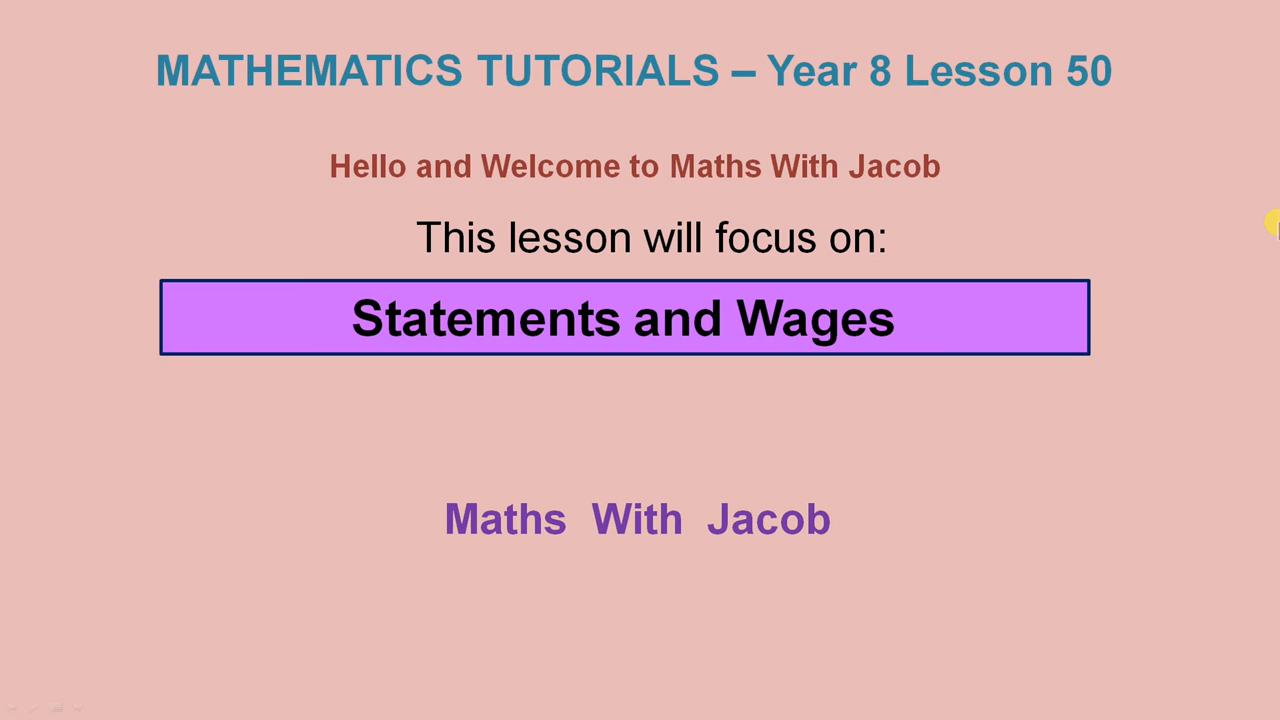 MATHEMATICS TUTORIALS – Year 8 Lesson 50
Hello and Welcome to Maths With Jacob
This lesson will focus on:
Statements and Wages
Maths With Jacob